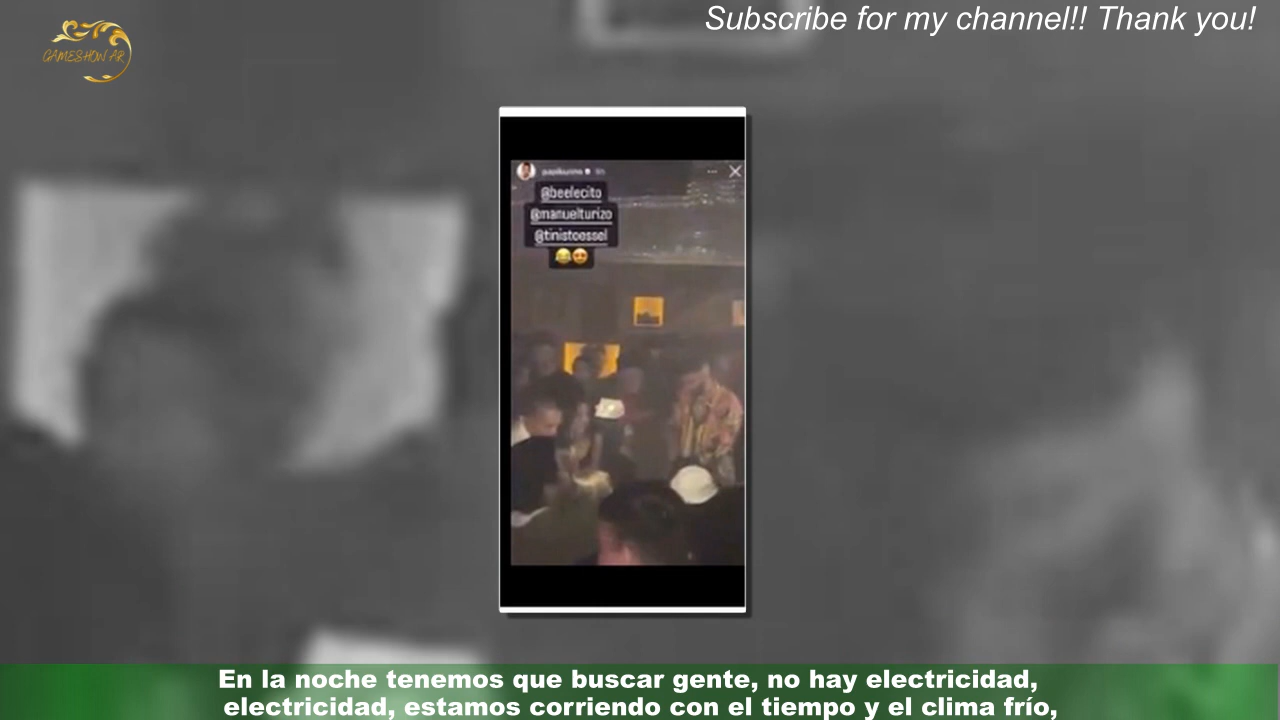 Subscribe for my channel!! Thank you!
GAMESHOW AR
@beelecito
@manuelturizo
@tinistoessel
En la noche tenemos que buscar gente, no hay electricidad,
electricidad, estamos corriendo con el tiempo y el clima frío,